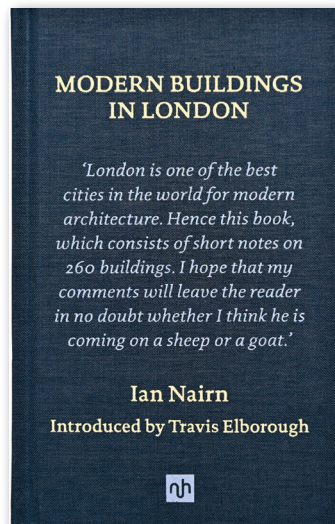 MODERN BUILDINGS
IN LONDON
‘London is one of the best
cities in the world for modern
architecture. Hence this book,
which consists of short notes on
260 buildings. I hope that my
comments will leave the reader
in no doubt whether I think he is
coming on a sheep or a goat.’
Ian Nairn
Introduced by Travis Elborough
nh